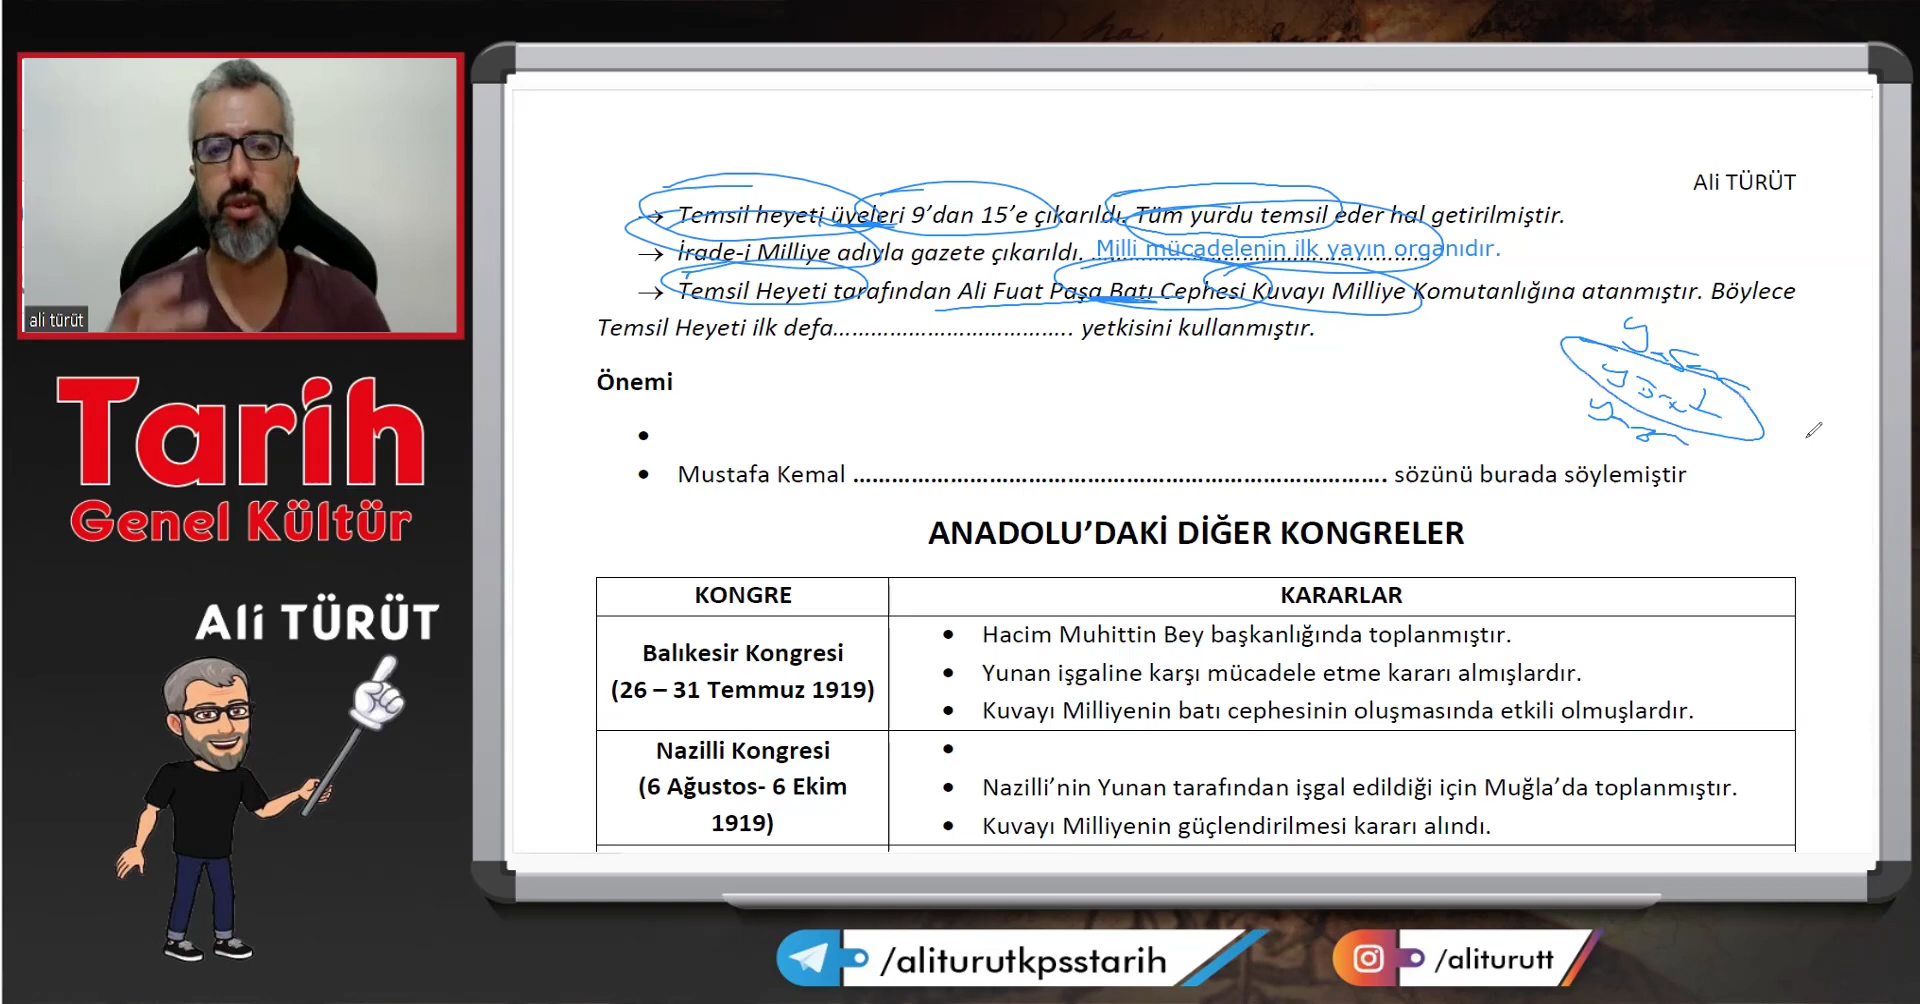 ali türüt
Tarih
Genel Kültür
Ali TÜRÜT
Ali TÜRÜT
→ Temsil heyeti üyeleri 9’dan 15’e çıkarıldı. Tüm yurdu temsil eder hal getirilmiştir.
→ İrade-i Milliye adıyla gazete çıkarıldı. Milli mücadelenin ilk yayın organıdır.
→ Temsil Heyeti tarafından Ali Fuat Paşa Batı Cephesi Kuvayı Milliye Komutanlığına atanmıştır. Böylece
Temsil Heyeti ilk defa.................................... yetkisini kullanmıştır.
Önemi
•
• Mustafa Kemal .................................................................................. sözünü burada söylemiştir
ANADOLU’DAKİ DİĞER KONGRELER
KONGRE
KARARLAR
Balıkesir Kongresi
(26 – 31 Temmuz 1919)
• Hacim Muhittin Bey başkanlığında toplanmıştır.
• Yunan işgaline karşı mücadele etme kararı almışlardır.
• Kuvayı Milliyenin batı cephesinin oluşmasında etkili olmuşlardır.
Nazilli Kongresi
(6 Ağustos- 6 Ekim
1919)
•
• Nazilli’nin Yunan tarafından işgal edildiği için Muğla’da toplanmıştır.
• Kuvayı Milliyenin güçlendirilmesi kararı alındı.
/aliturutkpsstarih
/aliturutt